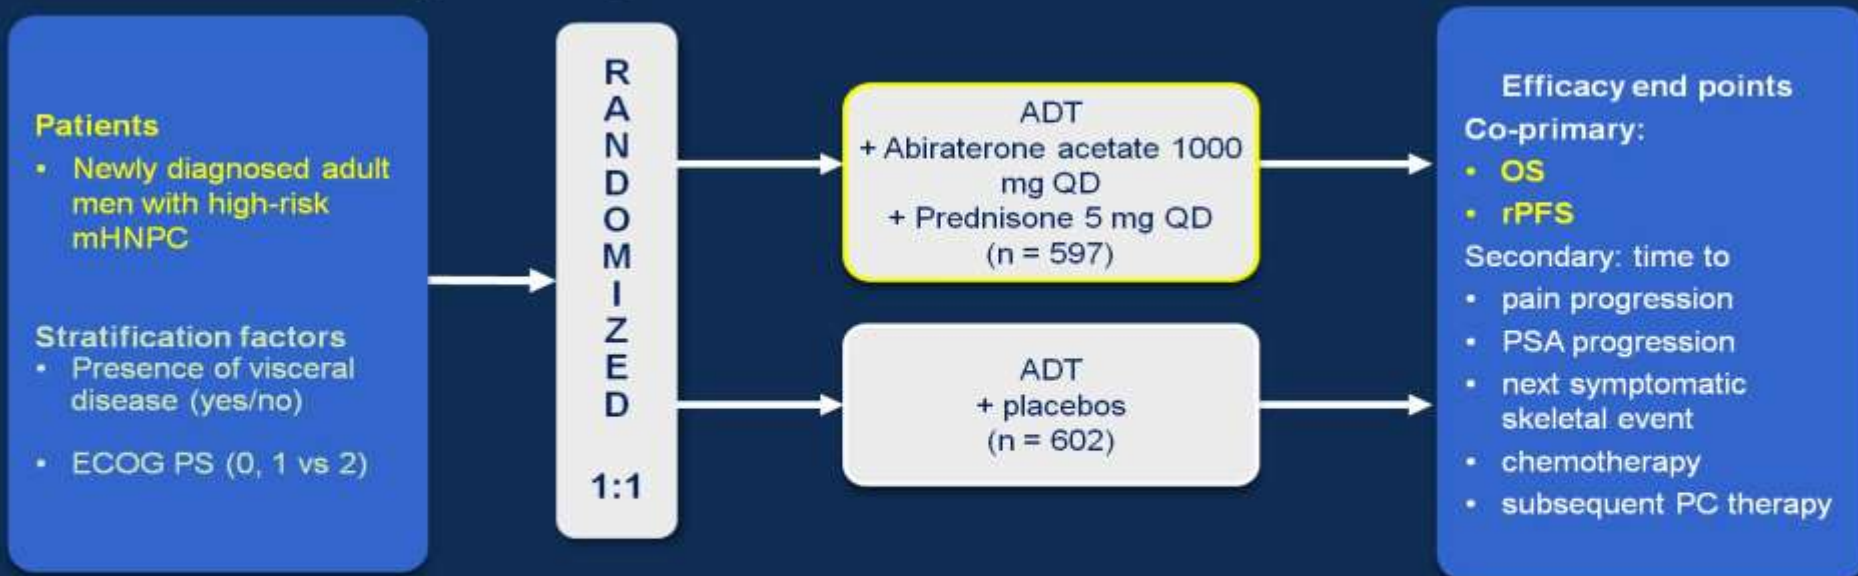 Patients
• Newly diagnosed adult
men with high-risk
mHNPC
Stratification factors
• Presence of visceral
disease (yes/no)
• ECOG PS (0, 1 vs 2)
R
A
N
D
O
M
I
Z
E
D
1:1
ADT
+ Abiraterone acetate 1000
mg QD
+ Prednisone 5 mg QD
(n = 597)
ADT
+ placebos
(n = 602)
Efficacy end points
Co-primary:
• OS
• rPFS
Secondary: time to
• pain progression
• PSA progression
• next symptomatic
skeletal event
• chemotherapy
• subsequent PC therapy